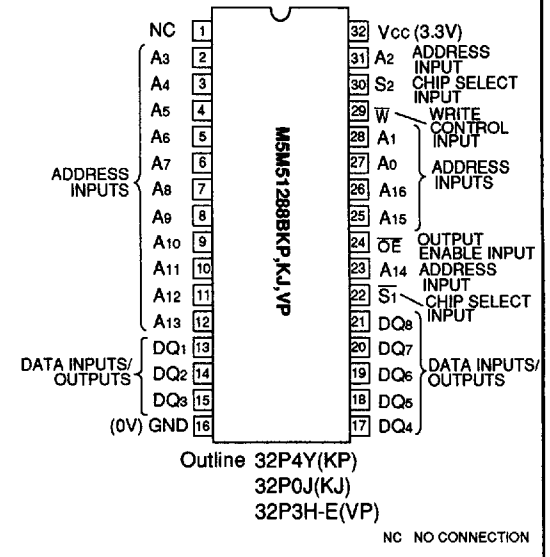 NC 1
A3 2
A4 3
A5 4
A6 5
A7 6
A8 7
A9 8
A10 9
A11 10
A12 11
A13 12
ADDRESS
INPUTS
DQ1 13
DQ2 14
DQ3 15
DATA INPUTS/
OUTPUTS
(0V) GND 16
M5M51288BKP,KJ,VP
32 Vcc (3.3V)
31 A2 ADDRESS
INPUT
30 S2 CHIP SELECT
INPUT
29 W WRITE
CONTROL
INPUT
28 A1
27 A0
26 A16
25 A15
ADDRESS
INPUTS
24 OE OUTPUT
ENABLE INPUT
23 A14 ADDRESS
INPUT
22 S1 CHIP SELECT
INPUT
21 DQ8
20 DQ7
19 DQ6
18 DQ5
17 DQ4
DATA INPUTS/
OUTPUTS
Outline 32P4Y(KP)
32P0J(KJ)
32P3H-E(VP)
NC NO CONNECTION